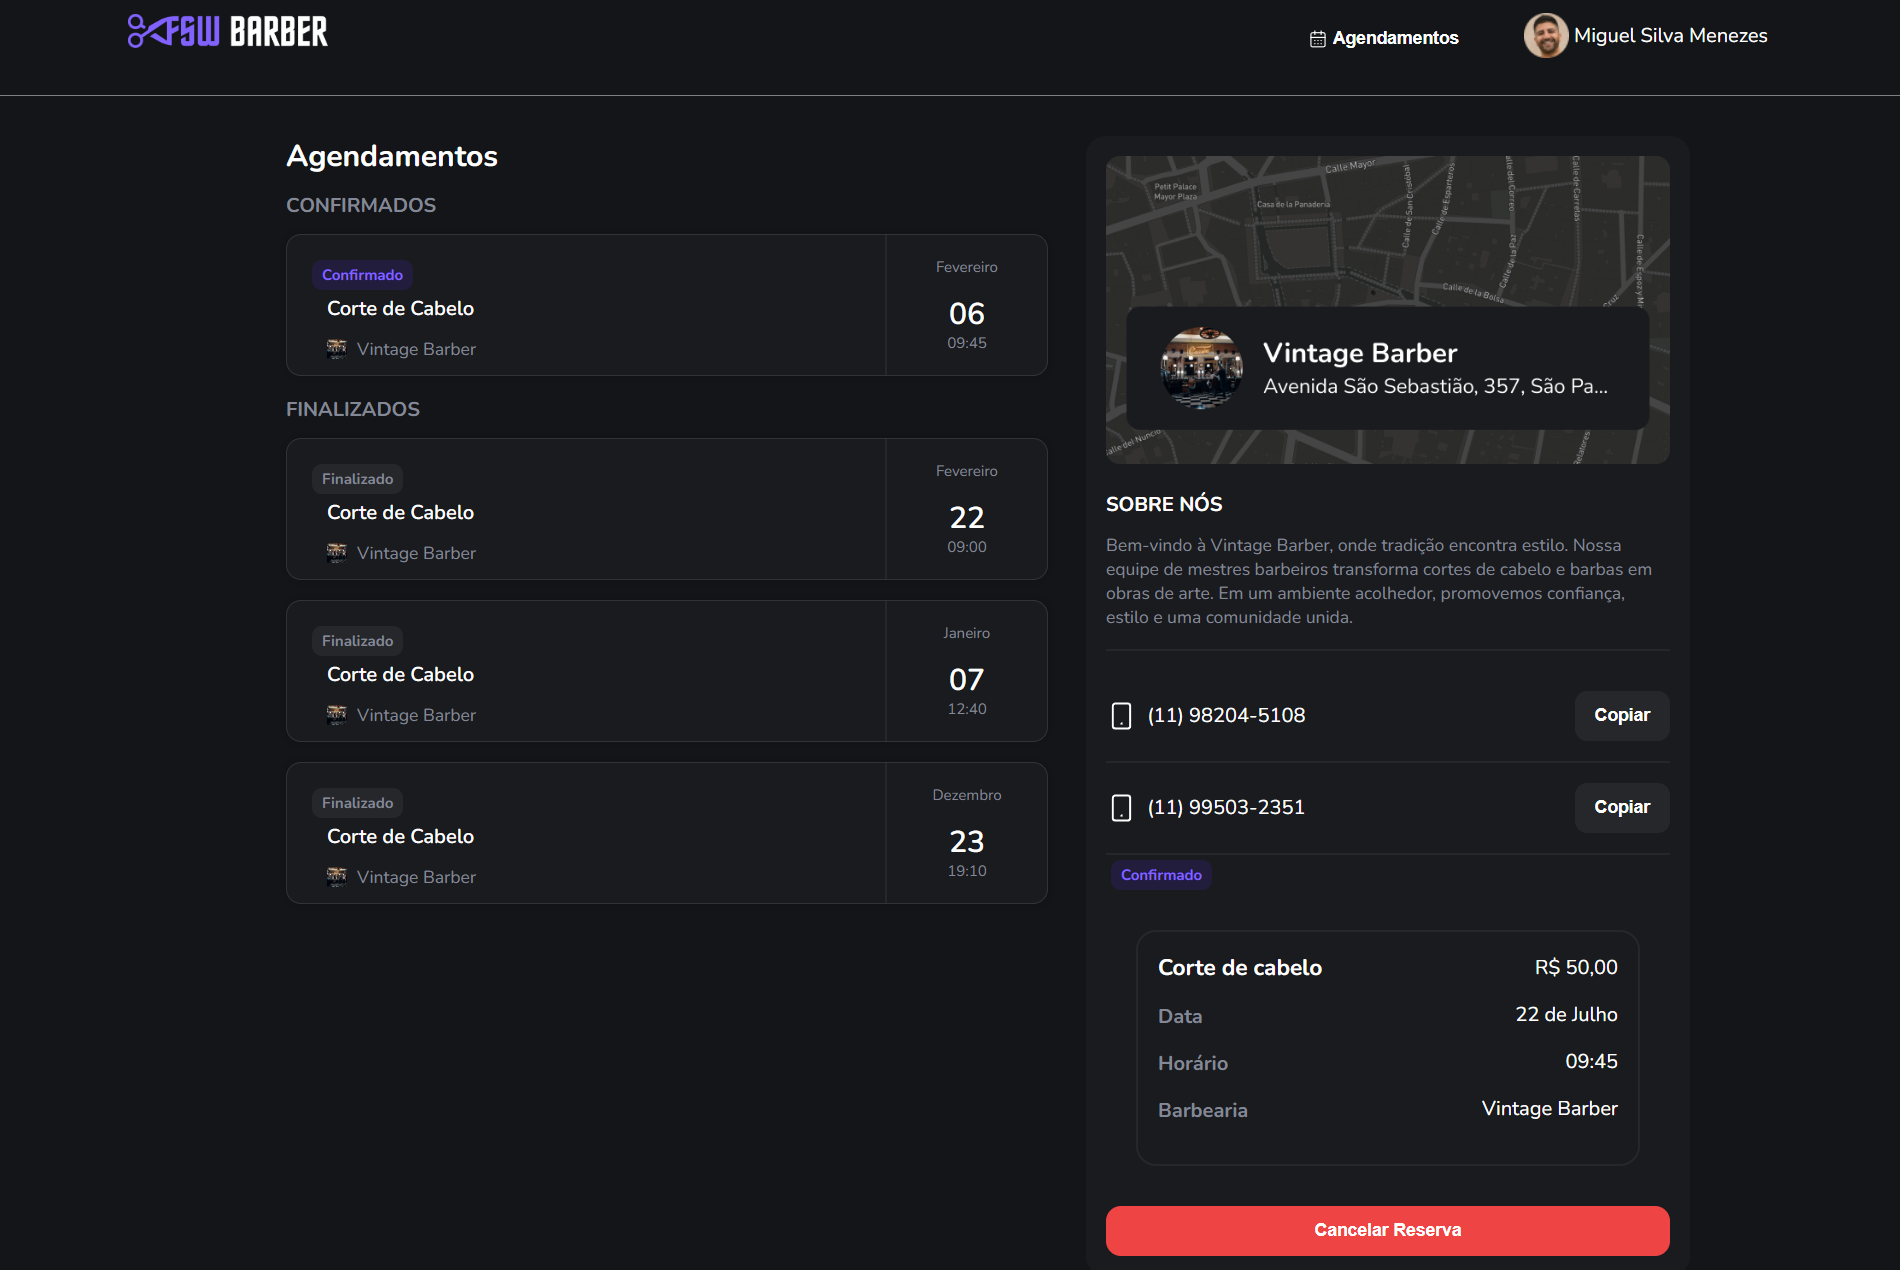 FSW BARBER
Agendamentos
Miguel Silva Menezes
Agendamentos
CONFIRMADOS
Confirmado
Corte de Cabelo
Vintage Barber
Fevereiro
06
09:45
FINALIZADOS
Finalizado
Corte de Cabelo
Vintage Barber
Fevereiro
22
09:00
Finalizado
Corte de Cabelo
Vintage Barber
Janeiro
07
12:40
Finalizado
Corte de Cabelo
Vintage Barber
Dezembro
23
19:10
Calle Mayor
Petit Palace
Mayor Plaza
Casa de la Panadería
Calle de San Cristóbal
Calle de Esparteros
alle del Correo
Calle de Carretas
Calle de la Paz
Calle de la Bolsa
Calle de Espoz y M
Cruz
Vintage Barber
Avenida São Sebastião, 357, São Pa...
alle del Nuncio
Relatores
SOBRE NÓS
Bem-vindo à Vintage Barber, onde tradição encontra estilo. Nossa
equipe de mestres barbeiros transforma cortes de cabelo e barbas em
obras de arte. Em um ambiente acolhedor, promovemos confiança,
estilo e uma comunidade unida.
(11) 98204-5108
Copiar
(11) 99503-2351
Copiar
Confirmado
Corte de cabelo
R$ 50,00
Data
22 de Julho
Horário
09:45
Barbearia
Vintage Barber
Cancelar Reserva